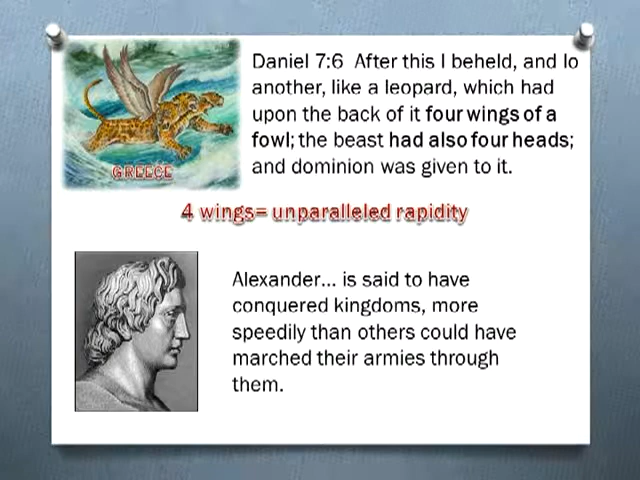 Daniel 7:6 After this I beheld, and lo
another, like a leopard, which had
upon the back of it four wings of a
fowl; the beast had also four heads;
and dominion was given to it.
GREECE
4 wings= unparalleled rapidity
Alexander... is said to have
conquered kingdoms, more
speedily than others could have
marched their armies through
them.